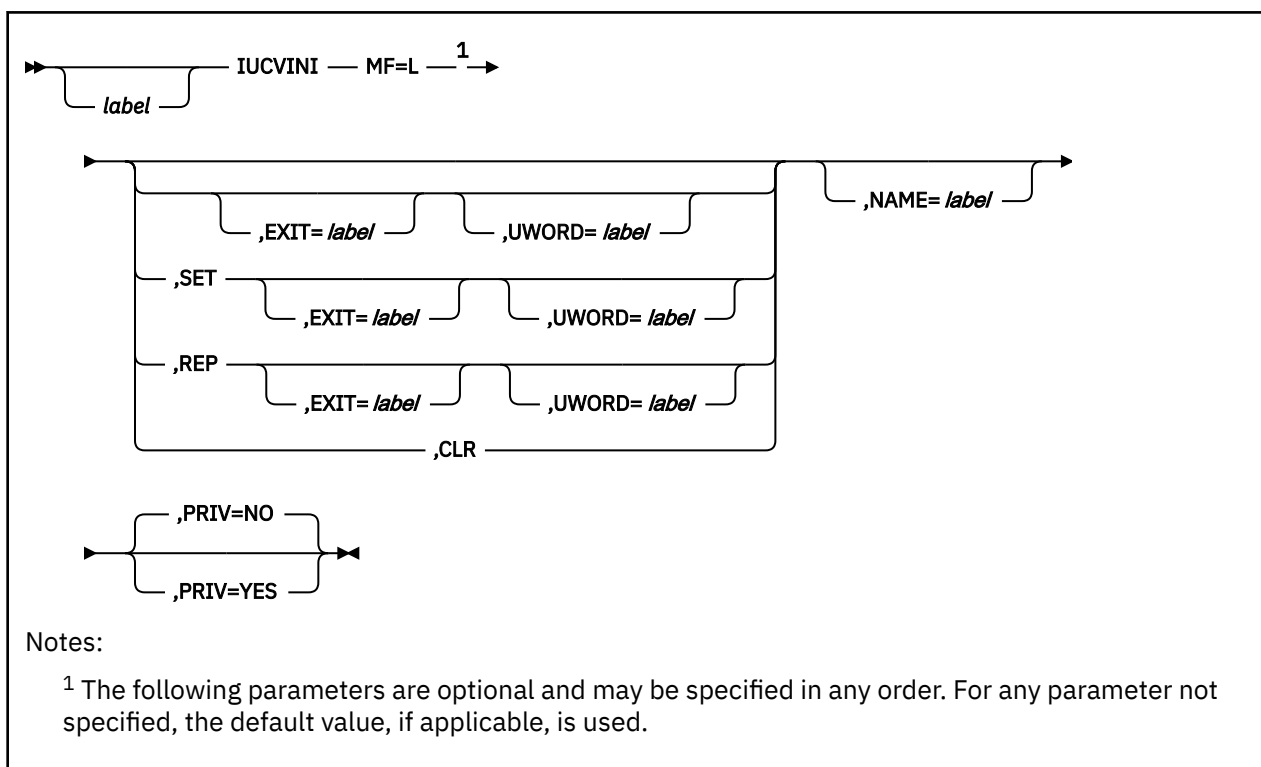 IUCVINI MF=L 1
label
,EXIT= label ,UWORD= label ,NAME= label
,SET
,EXIT= label ,UWORD= label
,REP
,EXIT= label ,UWORD= label
,CLR
,PRIV=NO
,PRIV=YES
Notes:
1 The following parameters are optional and may be specified in any order. For any parameter not
specified, the default value, if applicable, is used.